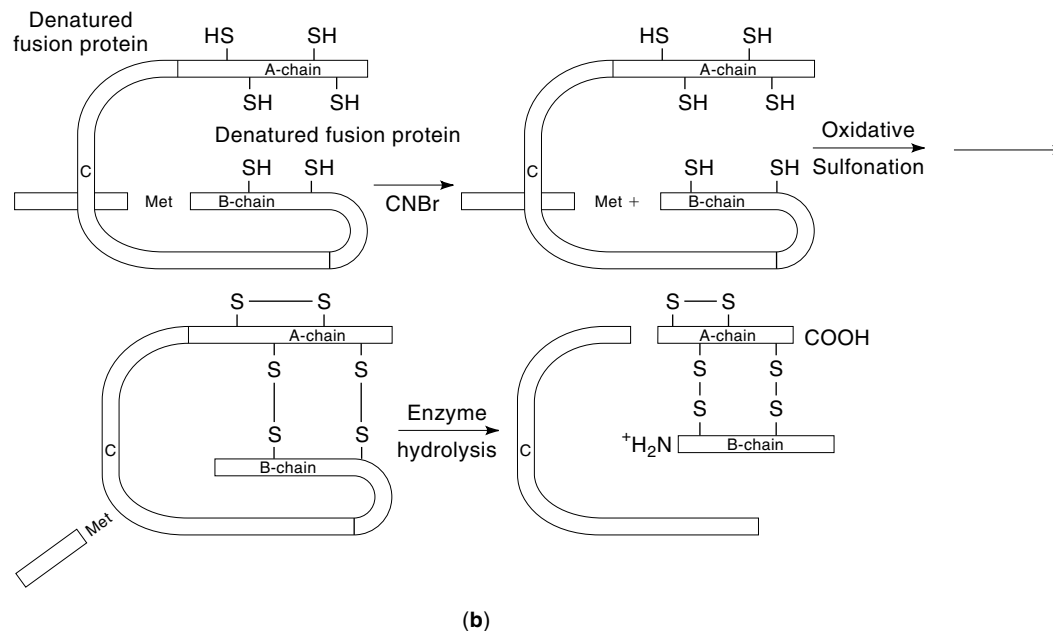 Denatured
fusion protein
HS SH
A-chain
SH SH
Denatured fusion protein
C
SH SH
Met
B-chain
CNBr
HS SH
A-chain
SH SH
C
SH SH
Met +
B-chain
Oxidative
Sulfonation
S S
A-chain
S S
S S
B-chain
C
Met
Enzyme
hydrolysis
S S
A-chain
COOH
S S
S S
⁺H₂N
B-chain
C
(b)